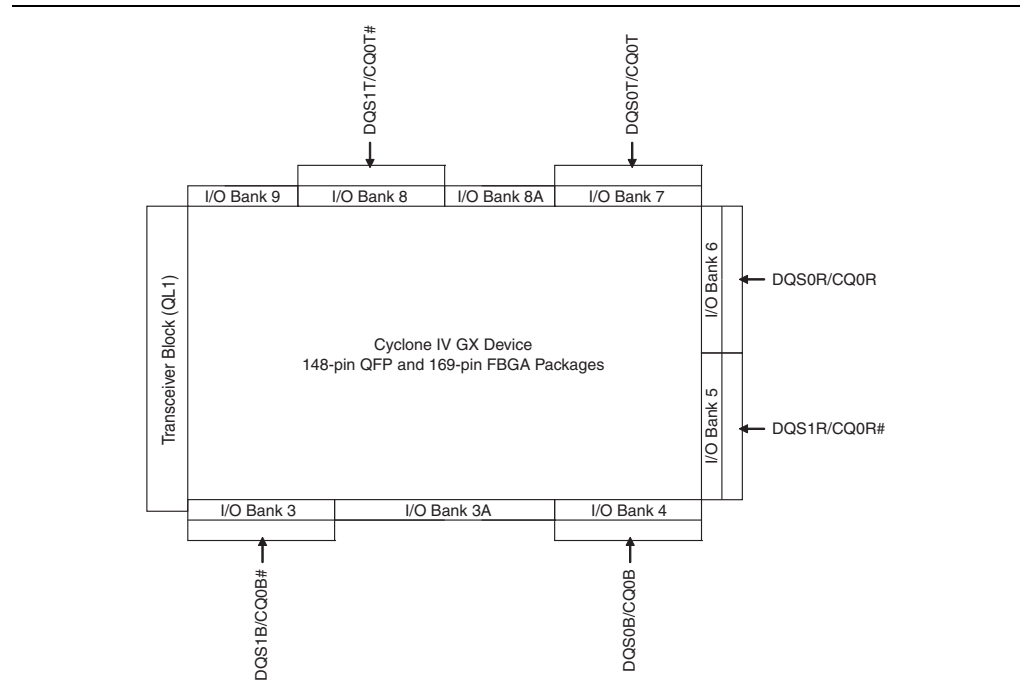 DQS1T/CQ0T#
DQS0T/CQ0T
I/O Bank 9
I/O Bank 8
I/O Bank 8A
I/O Bank 7
Transceiver Block (QL1)
I/O Bank 6
DQS0R/CQ0R
Cyclone IV GX Device
148-pin QFP and 169-pin FBGA Packages
I/O Bank 5
DQS1R/CQ0R#
I/O Bank 3
I/O Bank 3A
I/O Bank 4
DQS1B/CQ0B#
DQS0B/CQ0B